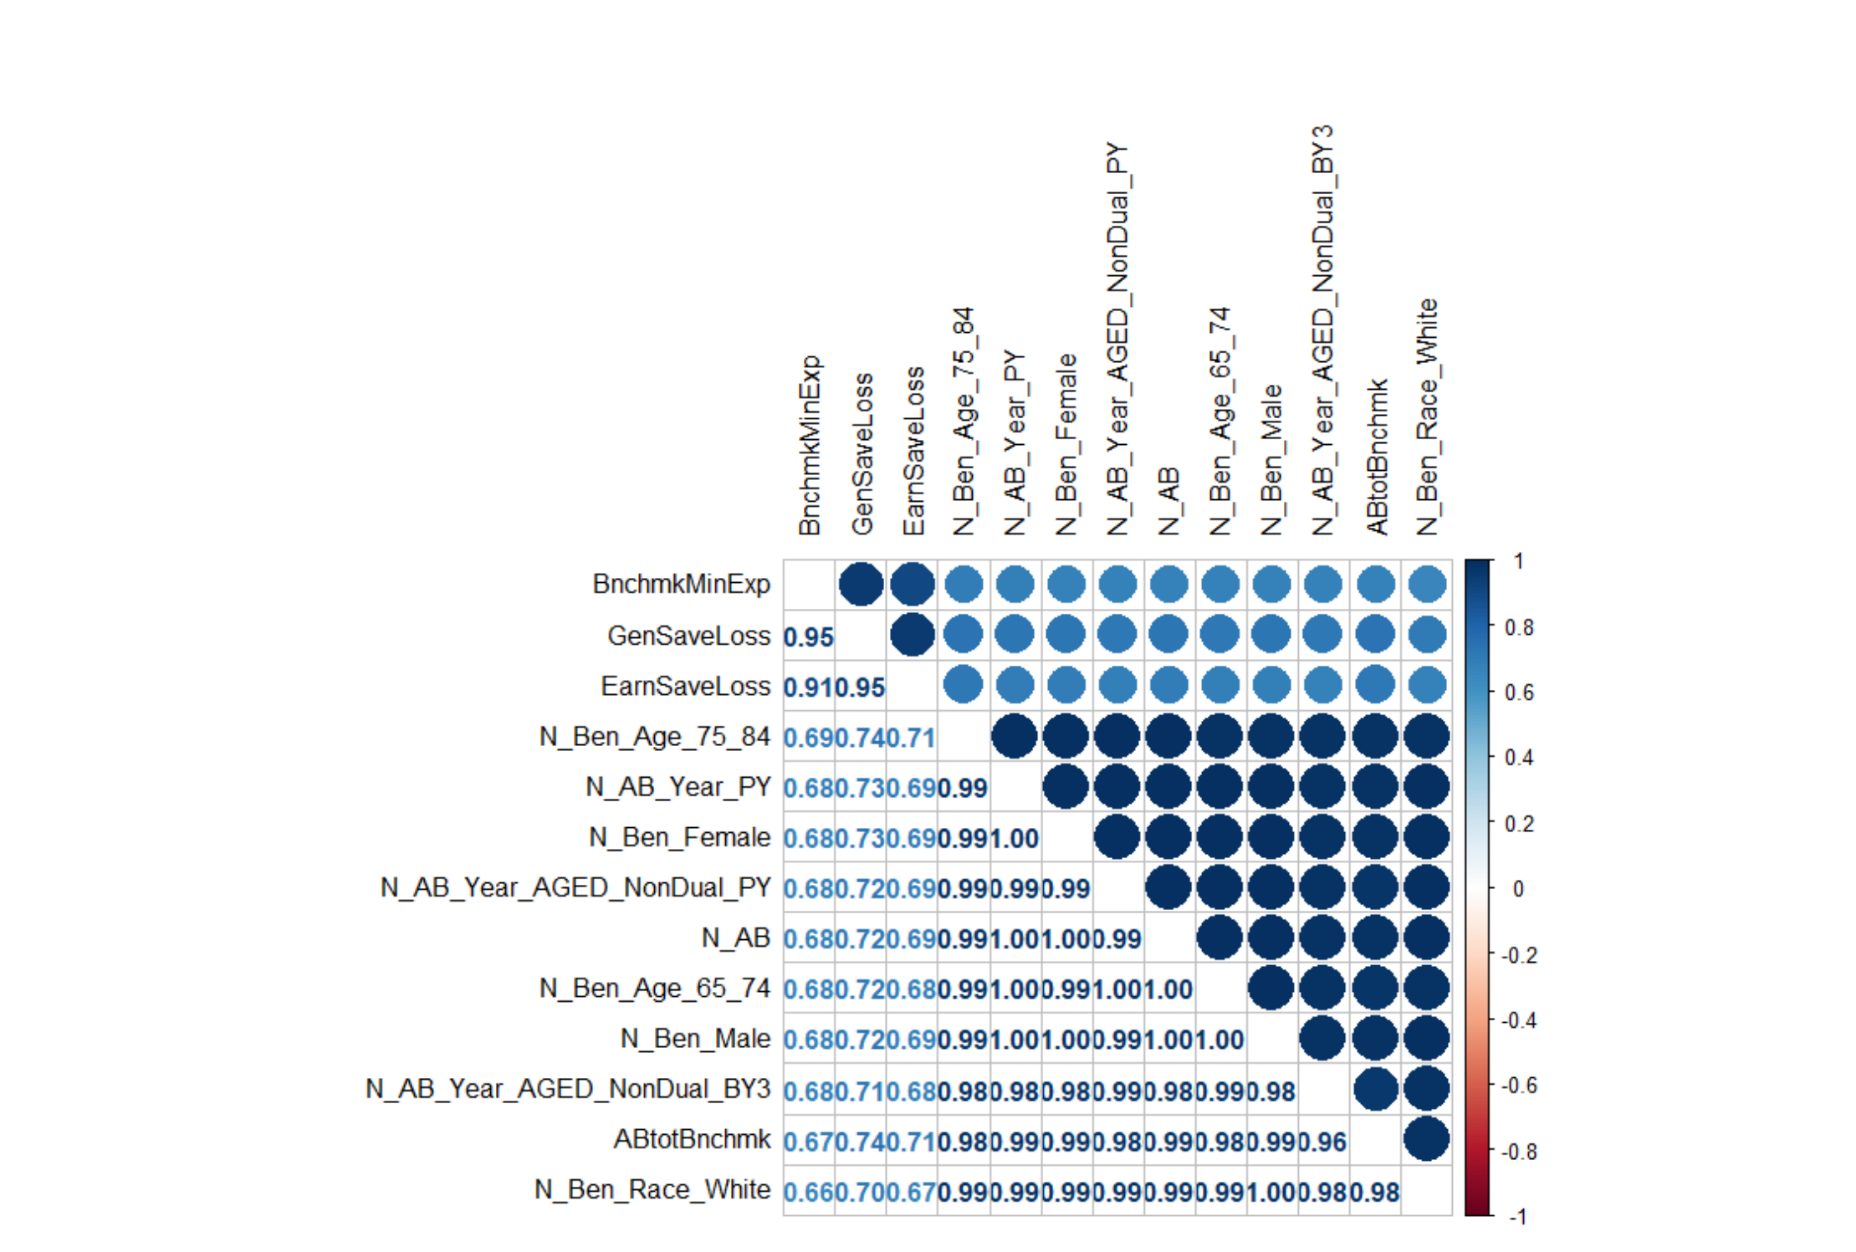 BnchmkMinExp
GenSaveLoss
EarnSaveLoss
N_Ben_Age_75_84
N_AB_Year_PY
N_Ben_Female
N_AB_Year_AGED_NonDual_PY
N_AB
N_Ben_Age_65_74
N_Ben_Male
N_AB_Year_AGED_NonDual_BY3
ABtotBnchmk
N_Ben_Race_White
BnchmkMinExp
GenSaveLoss 0.95
EarnSaveLoss 0.91 0.95
N_Ben_Age_75_84 0.69 0.74 0.71
N_AB_Year_PY 0.68 0.73 0.69 0.99
N_Ben_Female 0.68 0.73 0.69 0.99 1.00
N_AB_Year_AGED_NonDual_PY 0.68 0.72 0.69 0.99 0.99 0.99
N_AB 0.68 0.72 0.69 0.99 1.00 1.00 0.99
N_Ben_Age_65_74 0.68 0.72 0.68 0.99 1.00 0.99 1.00 1.00
N_Ben_Male 0.68 0.72 0.69 0.99 1.00 1.00 0.99 1.00 1.00
N_AB_Year_AGED_NonDual_BY3 0.68 0.71 0.68 0.98 0.98 0.98 0.99 0.98 0.99 0.98
ABtotBnchmk 0.67 0.74 0.71 0.98 0.99 0.99 0.98 0.99 0.98 0.99 0.96
N_Ben_Race_White 0.66 0.70 0.67 0.99 0.99 0.99 0.99 0.99 0.99 1.00 0.98 0.98
1
0.8
0.6
0.4
0.2
0
-0.2
-0.4
-0.6
-0.8
-1